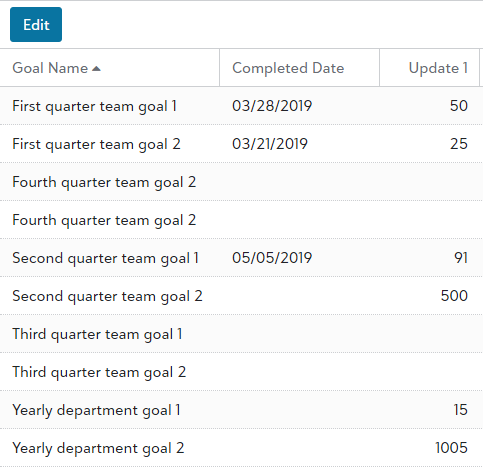 Edit
Goal Name Completed Date Update 1
First quarter team goal 1 03/28/2019 50
First quarter team goal 2 03/21/2019 25
Fourth quarter team goal 2
Fourth quarter team goal 2
Second quarter team goal 1 05/05/2019 91
Second quarter team goal 2 500
Third quarter team goal 1
Third quarter team goal 2
Yearly department goal 1 15
Yearly department goal 2 1005